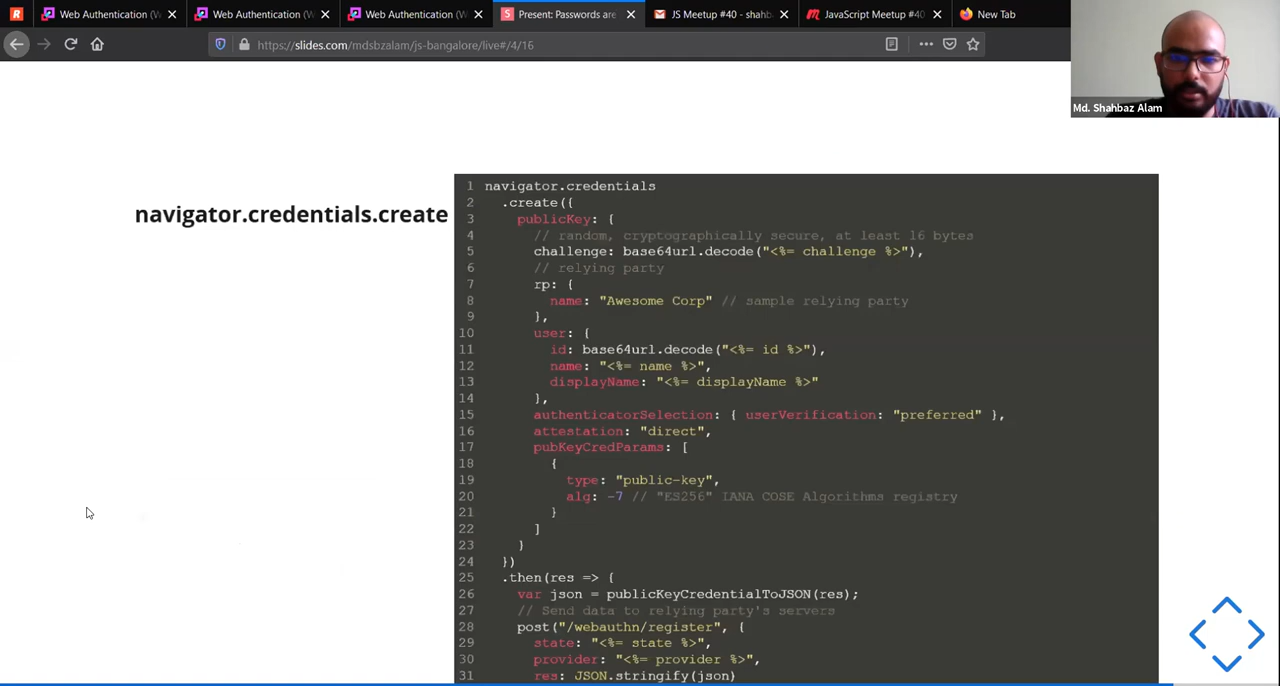 Web Authentication (W
Web Authentication (W
Web Authentication (W
Present: Passwords are
JS Meetup #40 - shahb
JavaScript Meetup #40
New Tab
https://slides.com/mdsbzalam/js-bangalore/live#/4/16
Md. Shahbaz Alam
navigator.credentials.create
1 navigator.credentials
2 .create({
3 publicKey: {
4 // random, cryptographically secure, at least 16 bytes
5 challenge: base64url.decode("<%= challenge %>"),
6 // relying party
7 rp: {
8 name: "Awesome Corp" // sample relying party
9 },
10 user: {
11 id: base64url.decode("<%= id %>"),
12 name: "<%= name %>",
13 displayName: "<%= displayName %>"
14 },
15 authenticatorSelection: { userVerification: "preferred" },
16 attestation: "direct",
17 pubKeyCredParams: [
18 {
19 type: "public-key",
20 alg: -7 // "ES256" IANA COSE Algorithms registry
21 }
22 ]
23 }
24 })
25 .then(res => {
26 var json = publicKeyCredentialToJSON(res);
27 // Send data to relying party's servers
28 post("/webauthn/register", {
29 state: "<%= state %>",
30 provider: "<%= provider %>",
31 res: JSON.stringify(json)